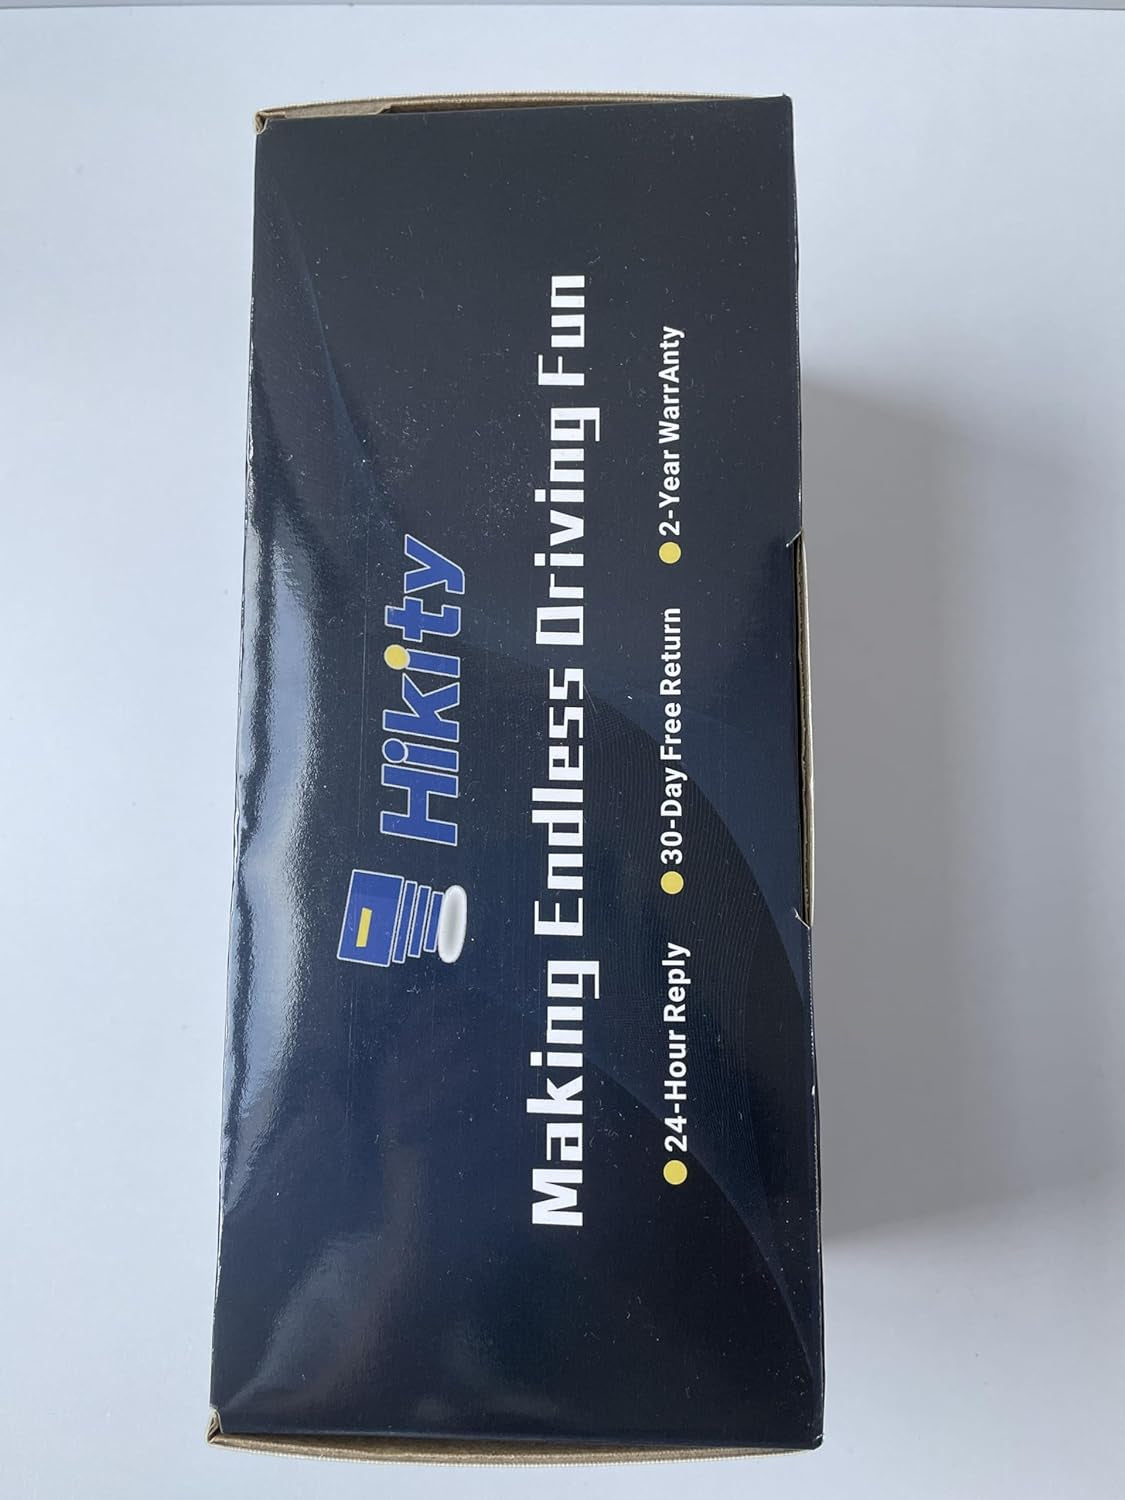 Hikity
Making Endless Driving Fun
24-Hour Reply 30-Day Free Return 2-Year WarrAnty